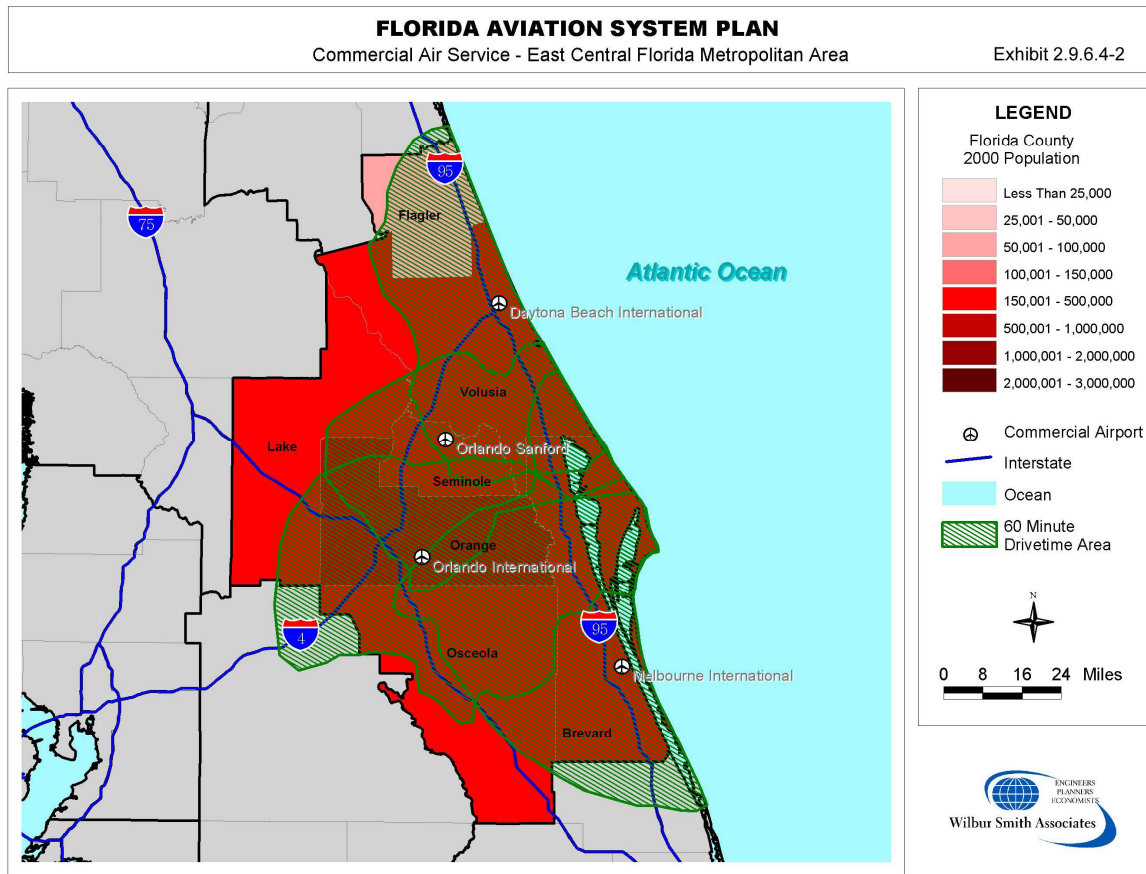 FLORIDA AVIATION SYSTEM PLAN
Commercial Air Service - East Central Florida Metropolitan Area
Exhibit 2.9.6.4-2
95
75
Flagler
Atlantic Ocean
Daytona Beach International
Volusia
Lake
Orlando Sanford
Seminole
Orange
Orlando International
4
95
Osceola
Melbourne International
Brevard
LEGEND
Florida County
2000 Population
Less Than 25,000
25,001 - 50,000
50,001 - 100,000
100,001 - 150,000
150,001 - 500,000
500,001 - 1,000,000
1,000,001 - 2,000,000
2,000,001 - 3,000,000
Commercial Airport
Interstate
Ocean
60 Minute
Drivetime Area
N
0 8 16 24 Miles
ENGINEERS
PLANNERS
ECONOMISTS
Wilbur Smith Associates